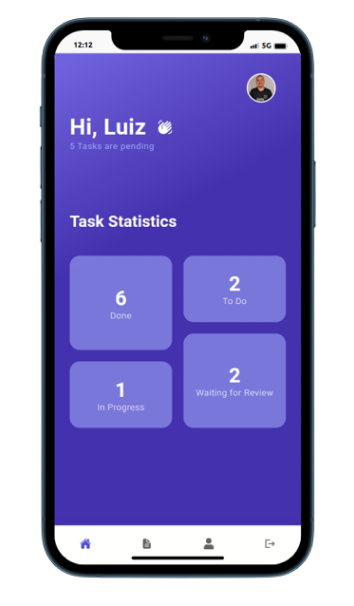 12:12
5G
Hi, Luiz 👋
5 Tasks are pending
Task Statistics
6
Done
2
To Do
1
In Progress
2
Waiting for Review